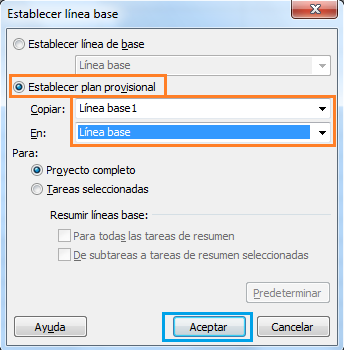 Establecer línea base
Establecer línea de base
Línea base
Establecer plan provisional
Copiar: Línea base1
En: Línea base
Para:
Proyecto completo
Tareas seleccionadas
Resumir líneas base:
Para todas las tareas de resumen
De subtareas a tareas de resumen seleccionadas
Predeterminar
Ayuda Aceptar Cancelar